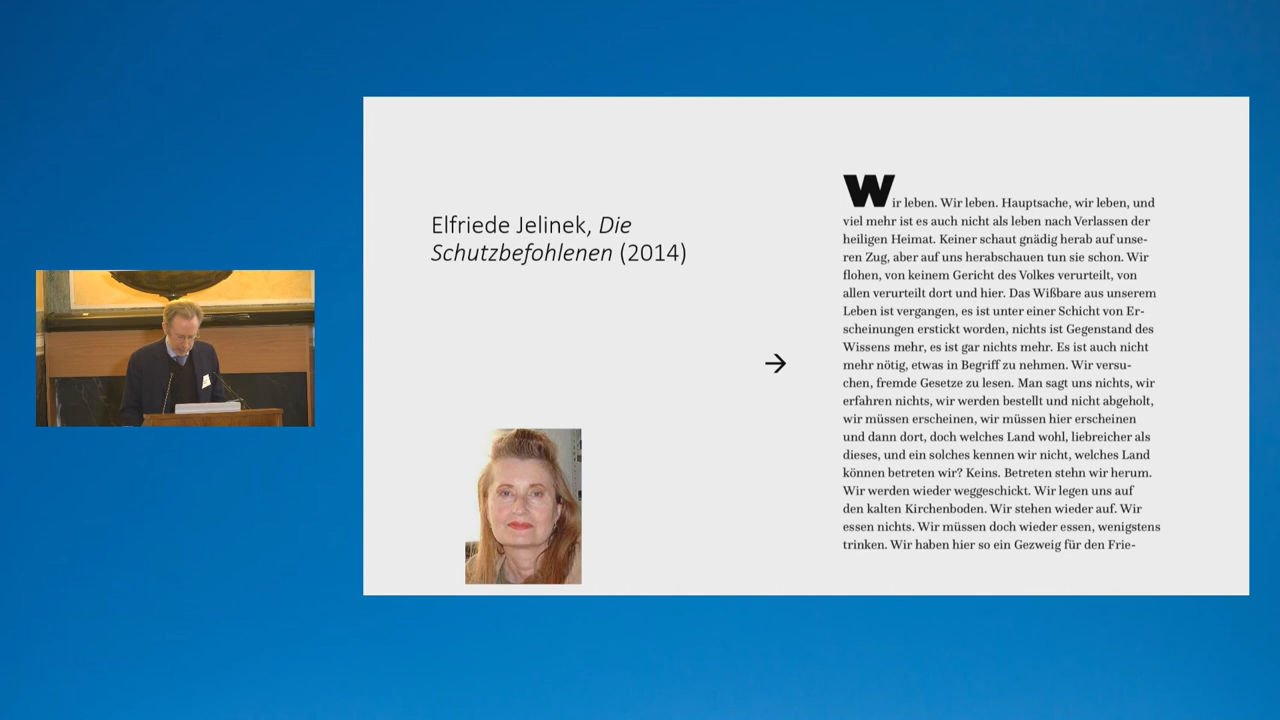 Elfriede Jelinek, Die
Schutzbefohlenen (2014)
→
Wir leben. Wir leben. Hauptsache, wir leben, und
viel mehr ist es auch nicht als leben nach Verlassen der
heiligen Heimat. Keiner schaut gnädig herab auf unse-
ren Zug, aber auf uns herabschauen tun sie schon. Wir
flohen, von keinem Gericht des Volkes verurteilt, von
allen verurteilt dort und hier. Das Wißbare aus unserem
Leben ist vergangen, es ist unter einer Schicht von Er-
scheinungen erstickt worden, nichts ist Gegenstand des
Wissens mehr, es ist gar nichts mehr. Es ist auch nicht
mehr nötig, etwas in Begriff zu nehmen. Wir versu-
chen, fremde Gesetze zu lesen. Man sagt uns nichts, wir
erfahren nichts, wir werden bestellt und nicht abgeholt,
wir müssen erscheinen, wir müssen hier erscheinen
und dann dort, doch welches Land wohl, liebreicher als
dieses, und ein solches kennen wir nicht, welches Land
können betreten wir? Keins. Betreten stehn wir herum.
Wir werden wieder weggeschickt. Wir legen uns auf
den kalten Kirchenboden. Wir stehen wieder auf. Wir
essen nichts. Wir müssen doch wieder essen, wenigstens
trinken. Wir haben hier so ein Gezweig für den Frie-